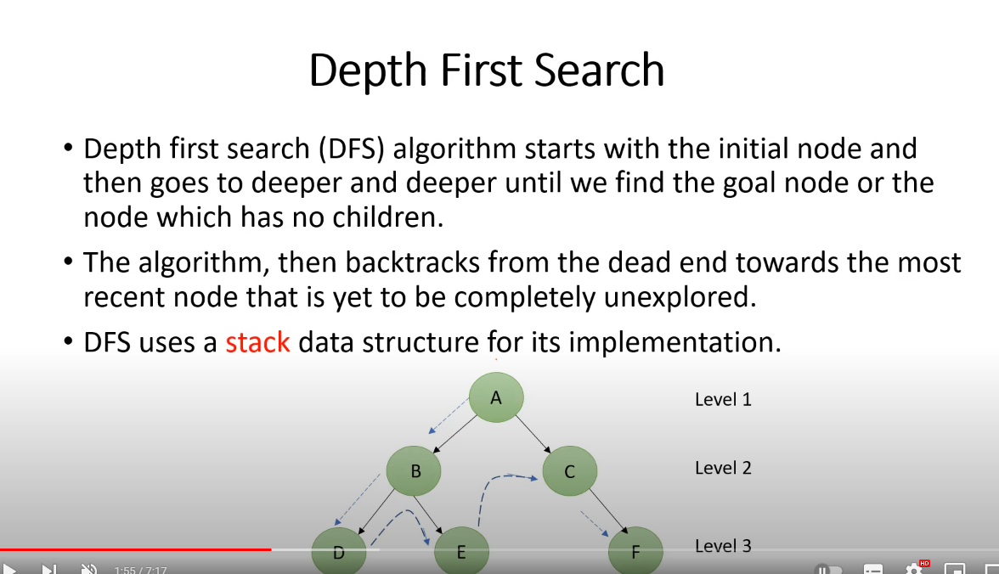 Depth First Search
• Depth first search (DFS) algorithm starts with the initial node and
then goes to deeper and deeper until we find the goal node or the
node which has no children.
• The algorithm, then backtracks from the dead end towards the most
recent node that is yet to be completely unexplored.
• DFS uses a stack data structure for its implementation.
A
Level 1
B
C
Level 2
D
E
F
Level 3
1:55 / 7:17
HD